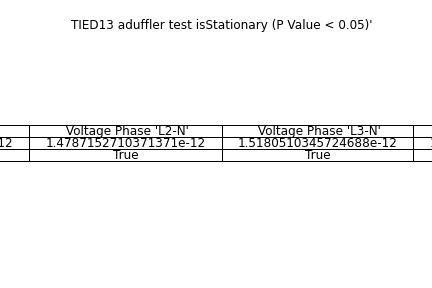 TIED13 aduffler test isStationary (P Value < 0.05)'
Voltage Phase 'L2-N' Voltage Phase 'L3-N'
12 1.4787152710371371e-12 1.5180510345724688e-12
True True